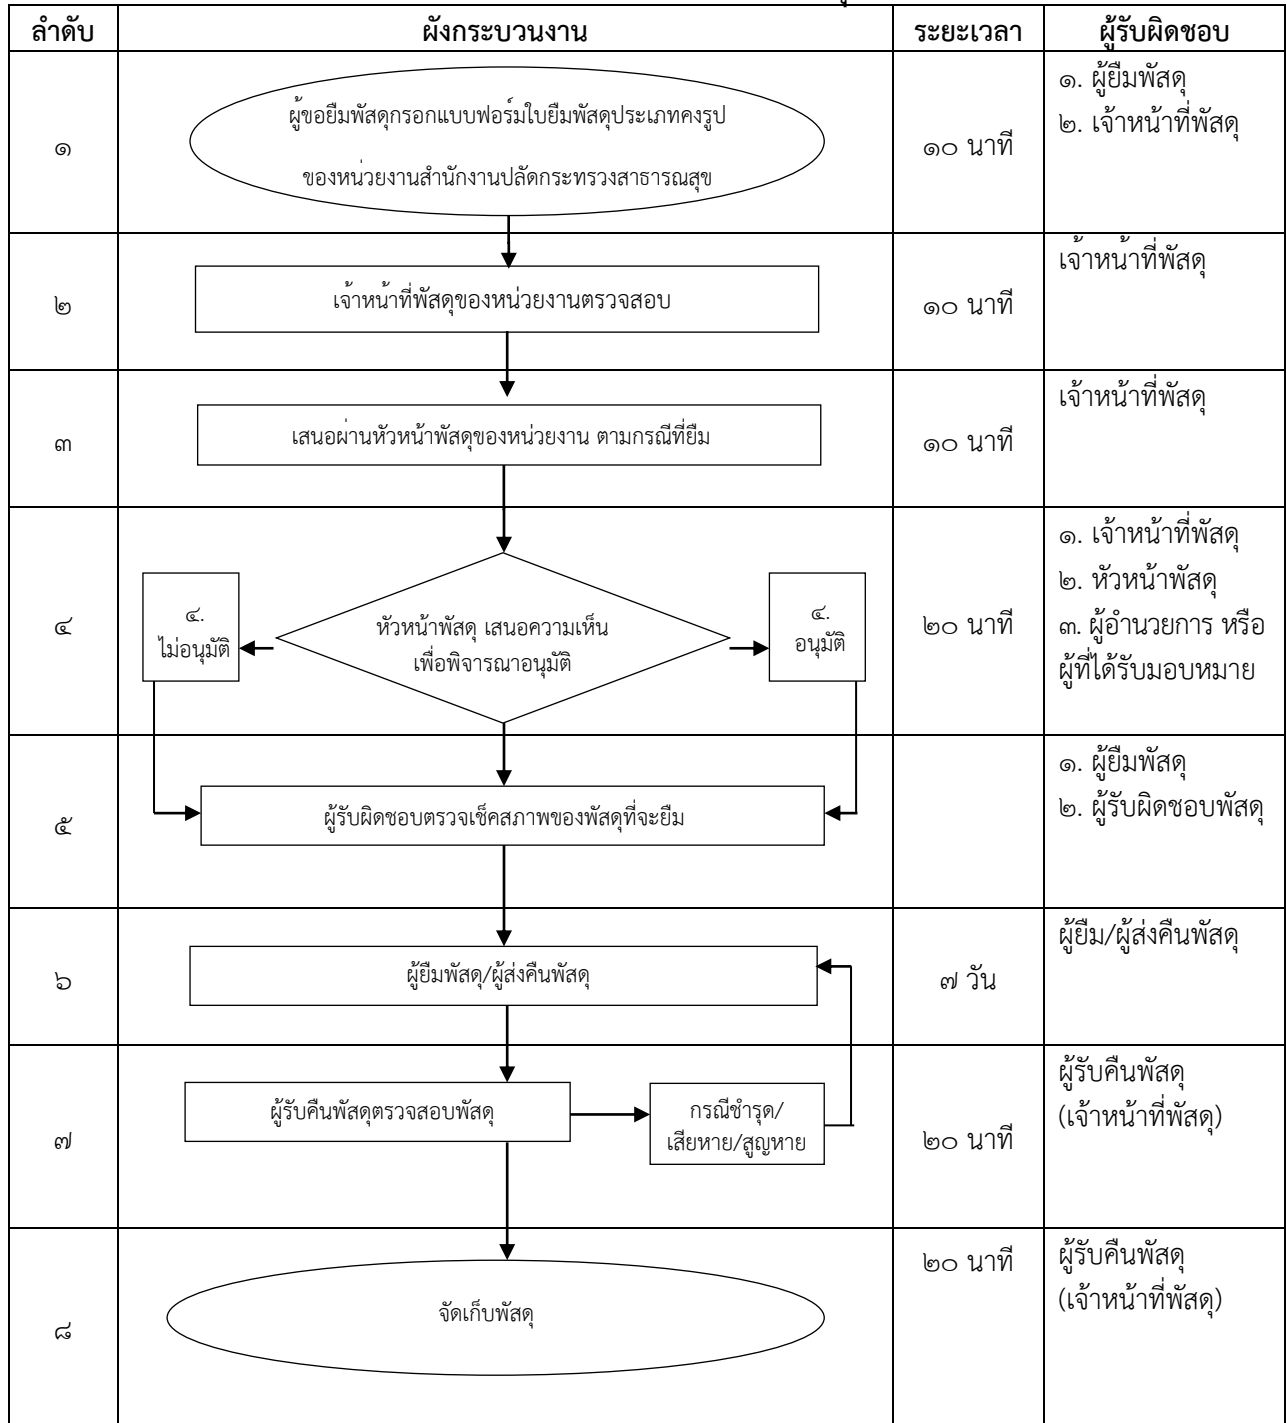 ลำดับ ผังกระบวนงาน ระยะเวลา ผู้รับผิดชอบ
๑
ผู้ขอยืมพัสดุกรอกแบบฟอร์มใบยืมพัสดุประเภทคงรูป
ของหน่วยงานสำนักงานปลัดกระทรวงสาธารณสุข
๑๐ นาที
๑. ผู้ยืมพัสดุ
๒. เจ้าหน้าที่พัสดุ
๒
เจ้าหน้าที่พัสดุของหน่วยงานตรวจสอบ
๑๐ นาที
เจ้าหน้าที่พัสดุ
๓
เสนอผ่านหัวหน้าพัสดุของหน่วยงาน ตามกรณีที่ยืม
๑๐ นาที
เจ้าหน้าที่พัสดุ
๔
๔.
ไม่อนุมัติ
หัวหน้าพัสดุ เสนอความเห็น
เพื่อพิจารณาอนุมัติ
๔.
อนุมัติ
๒๐ นาที
๑. เจ้าหน้าที่พัสดุ
๒. หัวหน้าพัสดุ
๓. ผู้อำนวยการ หรือ
ผู้ที่ได้รับมอบหมาย
๕
ผู้รับผิดชอบตรวจเช็คสภาพของพัสดุที่จะยืม
๑. ผู้ยืมพัสดุ
๒. ผู้รับผิดชอบพัสดุ
๖
ผู้ยืมพัสดุ/ผู้ส่งคืนพัสดุ
๗ วัน
ผู้ยืม/ผู้ส่งคืนพัสดุ
๗
ผู้รับคืนพัสดุตรวจสอบพัสดุ
กรณีชำรุด/
เสียหาย/สูญหาย
๒๐ นาที
ผู้รับคืนพัสดุ
(เจ้าหน้าที่พัสดุ)
๘
จัดเก็บพัสดุ
๒๐ นาที
ผู้รับคืนพัสดุ
(เจ้าหน้าที่พัสดุ)